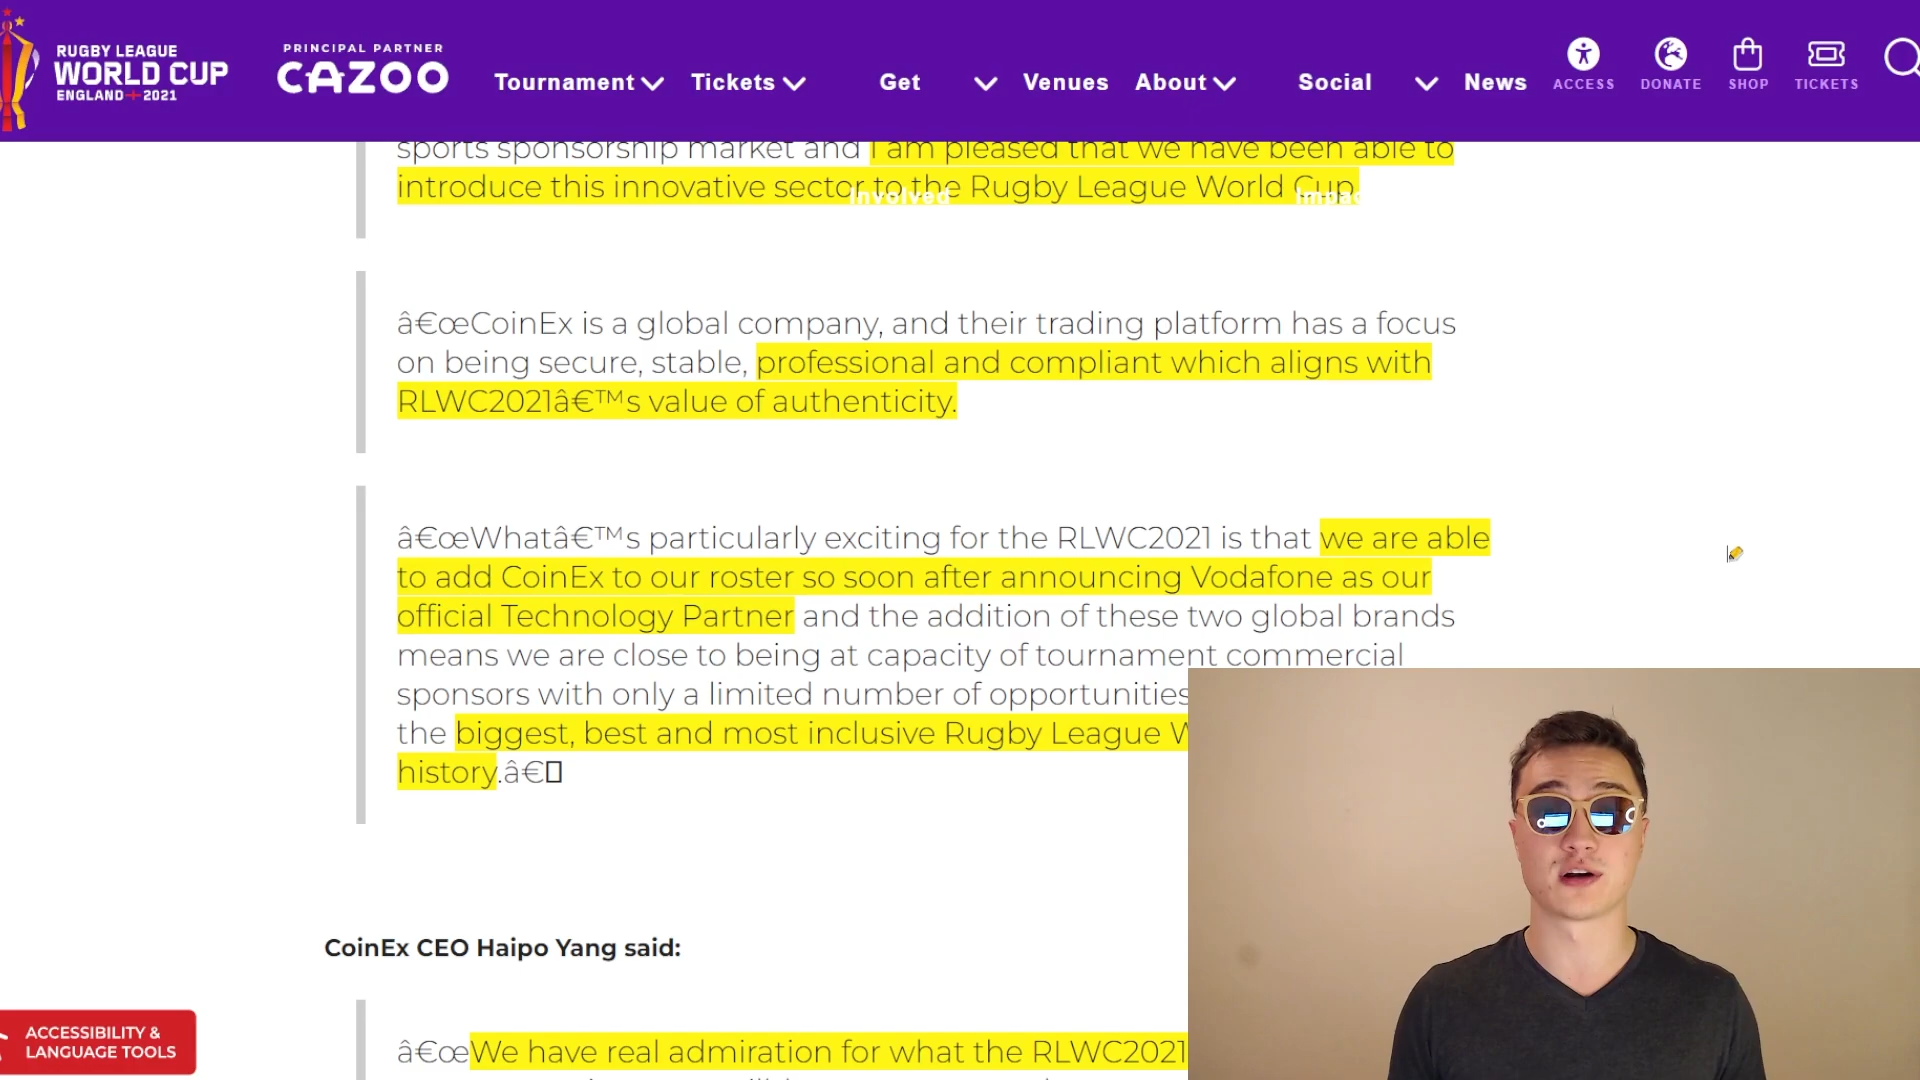 RUGBY LEAGUE
WORLD CUP
ENGLAND 2021
PRINCIPAL PARTNER
CAZOO
Tournament
Tickets
Get
involved
Venues
About
Social
News
ACCESS
DONATE
SHOP
TICKETS
sports sponsorship market and I am pleased that we have been able to
introduce this innovative sector to the Rugby League World Cup.
â€œCoinEx is a global company, and their trading platform has a focus
on being secure, stable, professional and compliant which aligns with
RLWC2021â€™s value of authenticity.
â€œWhatâ€™s particularly exciting for the RLWC2021 is that we are able
to add CoinEx to our roster so soon after announcing Vodafone as our
official Technology Partner and the addition of these two global brands
means we are close to being at capacity of tournament commercial
sponsors with only a limited number of opportunities
the biggest, best and most inclusive Rugby League
history.â€
CoinEx CEO Haipo Yang said:
â€œWe have real admiration for what the RLWC2021
ACCESSIBILITY &
LANGUAGE TOOLS